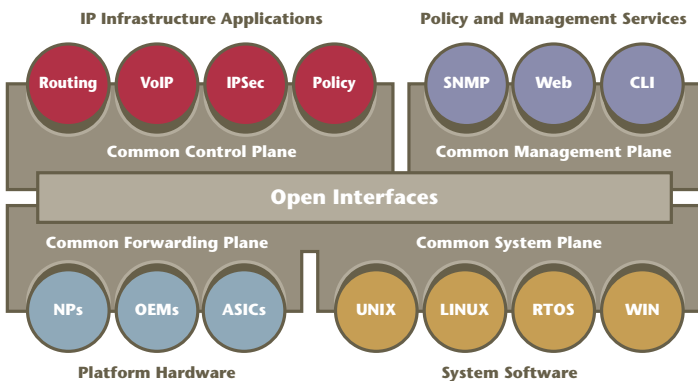 IP Infrastructure Applications
Policy and Management Services
Routing
VoIP
IPSec
Policy
SNMP
Web
CLI
Common Control Plane
Common Management Plane
Open Interfaces
Common Forwarding Plane
Common System Plane
NPs
OEMs
ASICs
UNIX
LINUX
RTOS
WIN
Platform Hardware
System Software